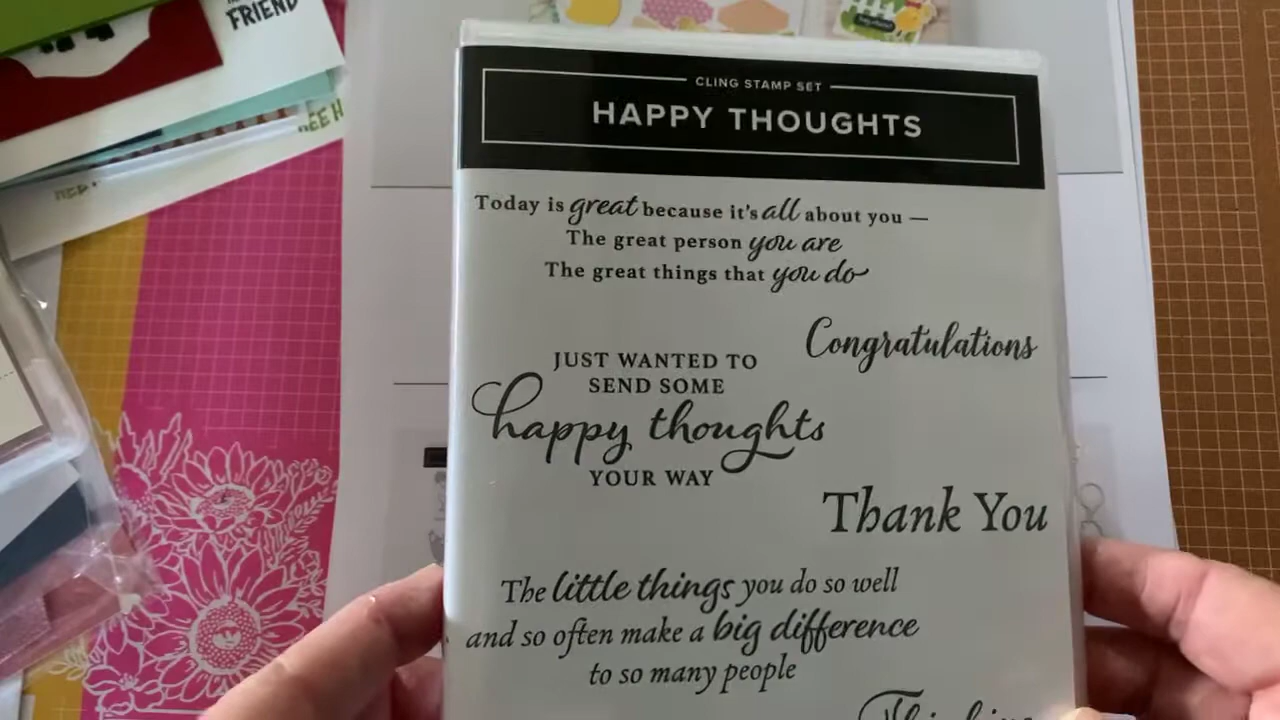 FRIEND
CLING STAMP SET
HAPPY THOUGHTS
Today is great because it's all about you —
The great person you are
The great things that you do
Congratulations
JUST WANTED TO
SEND SOME
happy thoughts
YOUR WAY
Thank You
The little things you do so well
and so often make a big difference
to so many people